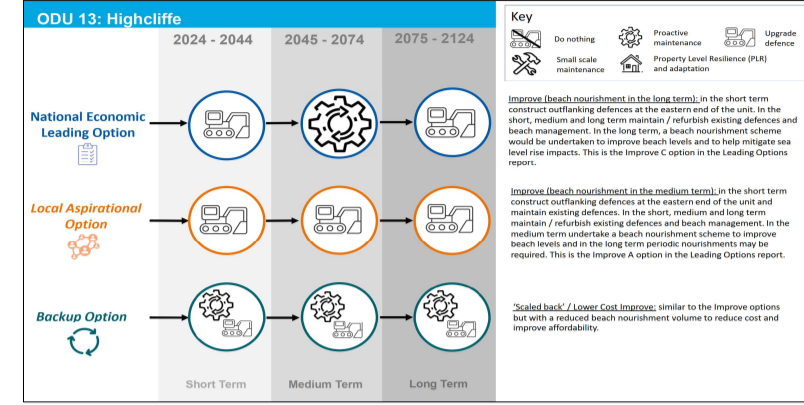 ODU 13: Highcliffe
2024 - 2044
2045 - 2074
2075 - 2124
Key
Do nothing
Proactive
maintenance
Upgrade
defence
Small scale
maintenance
Property Level Resilience (PLR)
and adaptation
National Economic
Leading Option
Improve (beach nourishment in the long term): in the short term
construct outflanking defences at the eastern end of the unit. In the
short, medium and long term maintain / refurbish existing defences and
beach management. In the long term, a beach nourishment scheme
would be undertaken to improve beach levels and to help mitigate sea
level rise impacts. This is the Improve C option in the Leading Options
report.
Local Aspirational
Option
Improve (beach nourishment in the medium term): in the short term
construct outflanking defences at the eastern end of the unit and
maintain existing defences. In the short, medium and long term
maintain / refurbish existing defences and beach management. In the
medium term undertake a beach nourishment scheme to improve
beach levels and in the long term periodic nourishments may be
required. This is the Improve A option in the Leading Options report.
Backup Option
'Scaled back' / Lower Cost Improve: similar to the Improve options
but with a reduced beach nourishment volume to reduce cost and
improve affordability.
Short Term
Medium Term
Long Term